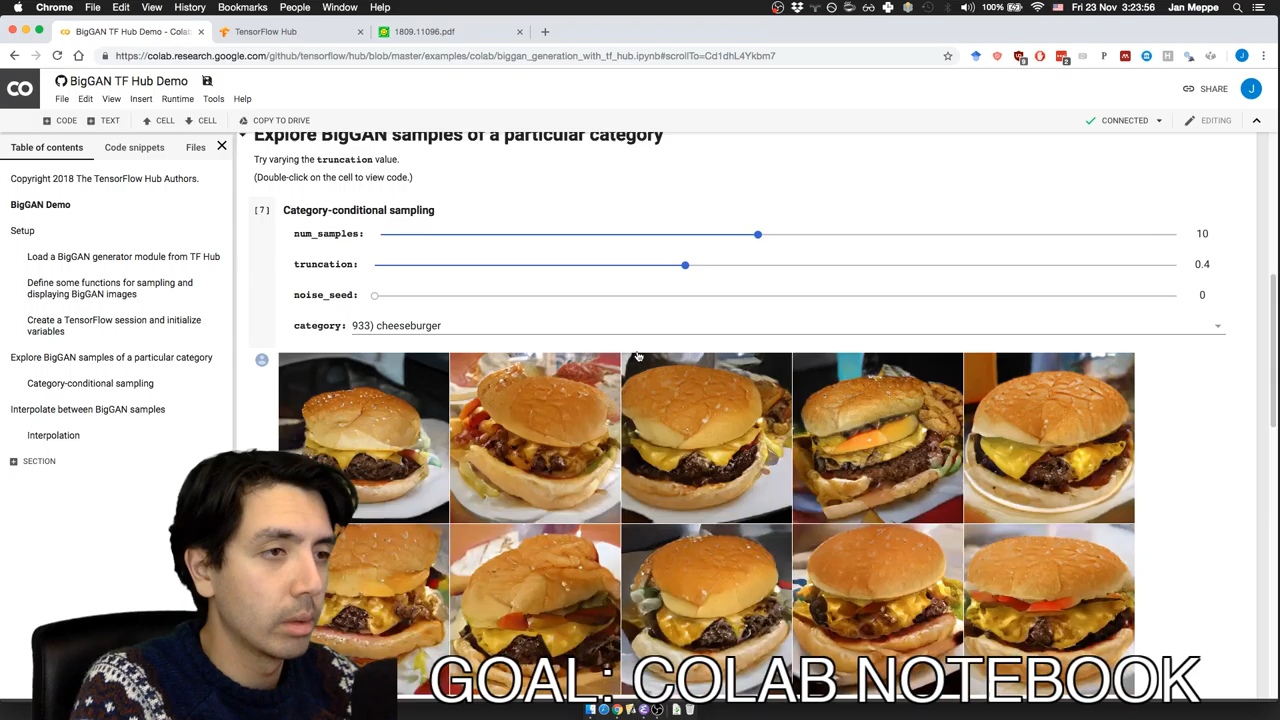 Chrome File Edit View History Bookmarks People Window Help
100% Fri 23 Nov 3:23:56 Jan Meppe
BigGAN TF Hub Demo - Colab
TensorFlow Hub
1809.11096.pdf
https://colab.research.google.com/github/tensorflow/hub/blob/master/examples/colab/biggan_generation_with_tf_hub.ipynb#scrollTo=Cd1dhL4Ykbm7
CO BigGAN TF Hub Demo
File Edit View Insert Runtime Tools Help
SHARE J
CODE TEXT CELL CELL COPY TO DRIVE
CONNECTED EDITING
Table of contents Code snippets Files
Copyright 2018 The TensorFlow Hub Authors.
BigGAN Demo
Setup
Load a BigGAN generator module from TF Hub
Define some functions for sampling and
displaying BigGAN images
Create a TensorFlow session and initialize
variables
Explore BigGAN samples of a particular category
Category-conditional sampling
Interpolate between BigGAN samples
Interpolation
SECTION
Explore BigGAN samples of a particular category
Try varying the truncation value.
(Double-click on the cell to view code.)
[7] Category-conditional sampling
num_samples: 10
truncation: 0.4
noise_seed: 0
category: 933) cheeseburger
GOAL: COLAB NOTEBOOK